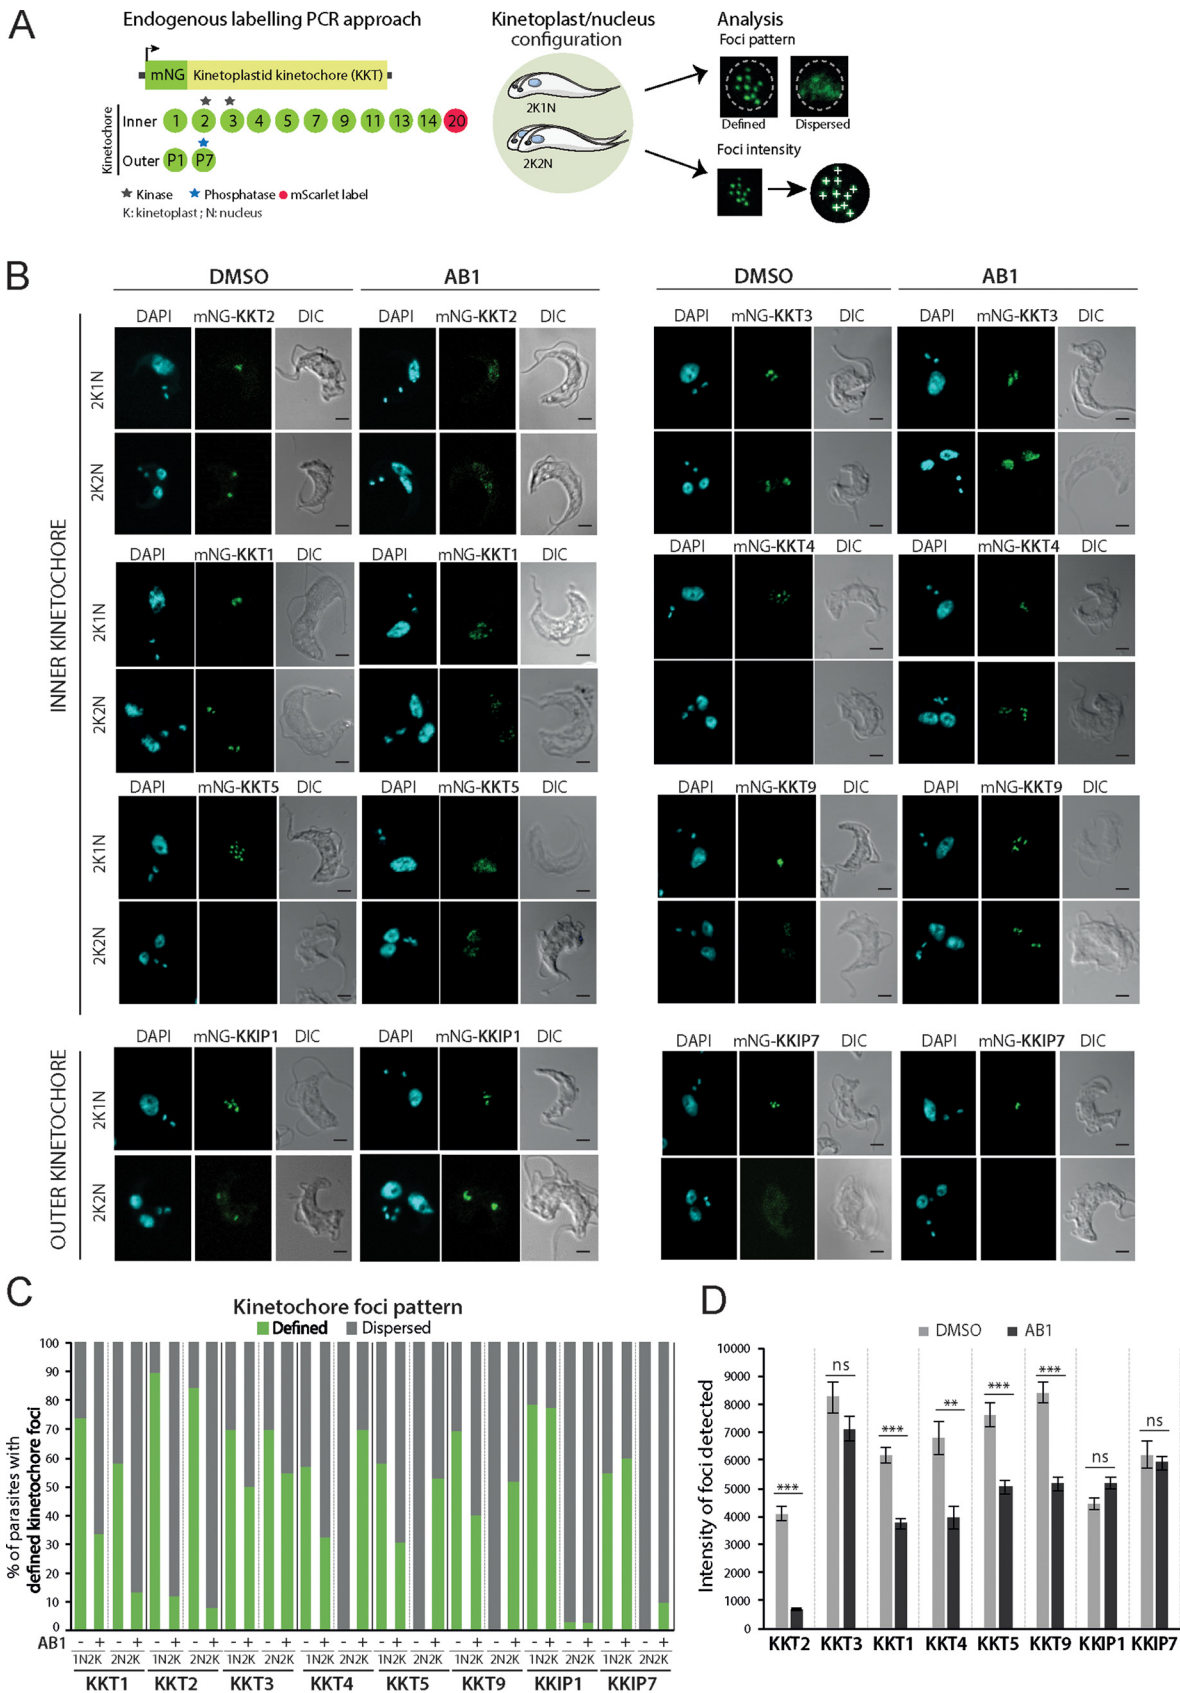 A
Endogenous labelling PCR approach
mNG Kinetoplastid kinetochore (KKT)
Kinetochore
Inner 1 2 3 4 5 7 9 11 13 14 20
Outer P1 P7
Kinase Phosphatase mScarlet label
K: kinetoplast ; N: nucleus
Kinetoplast/nucleus
configuration
2K1N
2K2N
Analysis
Foci pattern
Defined Dispersed
Foci intensity
B
DMSO AB1 DMSO AB1
INNER KINETOCHORE
DAPI mNG-KKT2 DIC DAPI mNG-KKT2 DIC DAPI mNG-KKT3 DIC DAPI mNG-KKT3 DIC
2K1N
2K2N
DAPI mNG-KKT1 DIC DAPI mNG-KKT1 DIC DAPI mNG-KKT4 DIC DAPI mNG-KKT4 DIC
2K1N
2K2N
DAPI mNG-KKT5 DIC DAPI mNG-KKT5 DIC DAPI mNG-KKT9 DIC DAPI mNG-KKT9 DIC
2K1N
2K2N
OUTER KINETOCHORE
DAPI mNG-KKIP1 DIC DAPI mNG-KKIP1 DIC DAPI mNG-KKIP7 DIC DAPI mNG-KKIP7 DIC
2K1N
2K2N
C
Kinetochore foci pattern
Defined Dispersed
% of parasites with
defined kinetochore foci
100
90
80
70
60
50
40
30
20
10
0
AB1 - + - + - + - + - + - + - + - + - + - + - + - + - + - + - + - +
1N2K 2N2K 1N2K 2N2K 1N2K 2N2K 1N2K 2N2K 1N2K 2N2K 1N2K 2N2K 1N2K 2N2K 1N2K 2N2K
KKT1 KKT2 KKT3 KKT4 KKT5 KKT9 KKIP1 KKIP7
D
DMSO AB1
Intensity of foci detected
10000
9000
8000
7000
6000
5000
4000
3000
2000
1000
0
*** ns *** ** *** *** ns ns
KKT2 KKT3 KKT1 KKT4 KKT5 KKT9 KKIP1 KKIP7